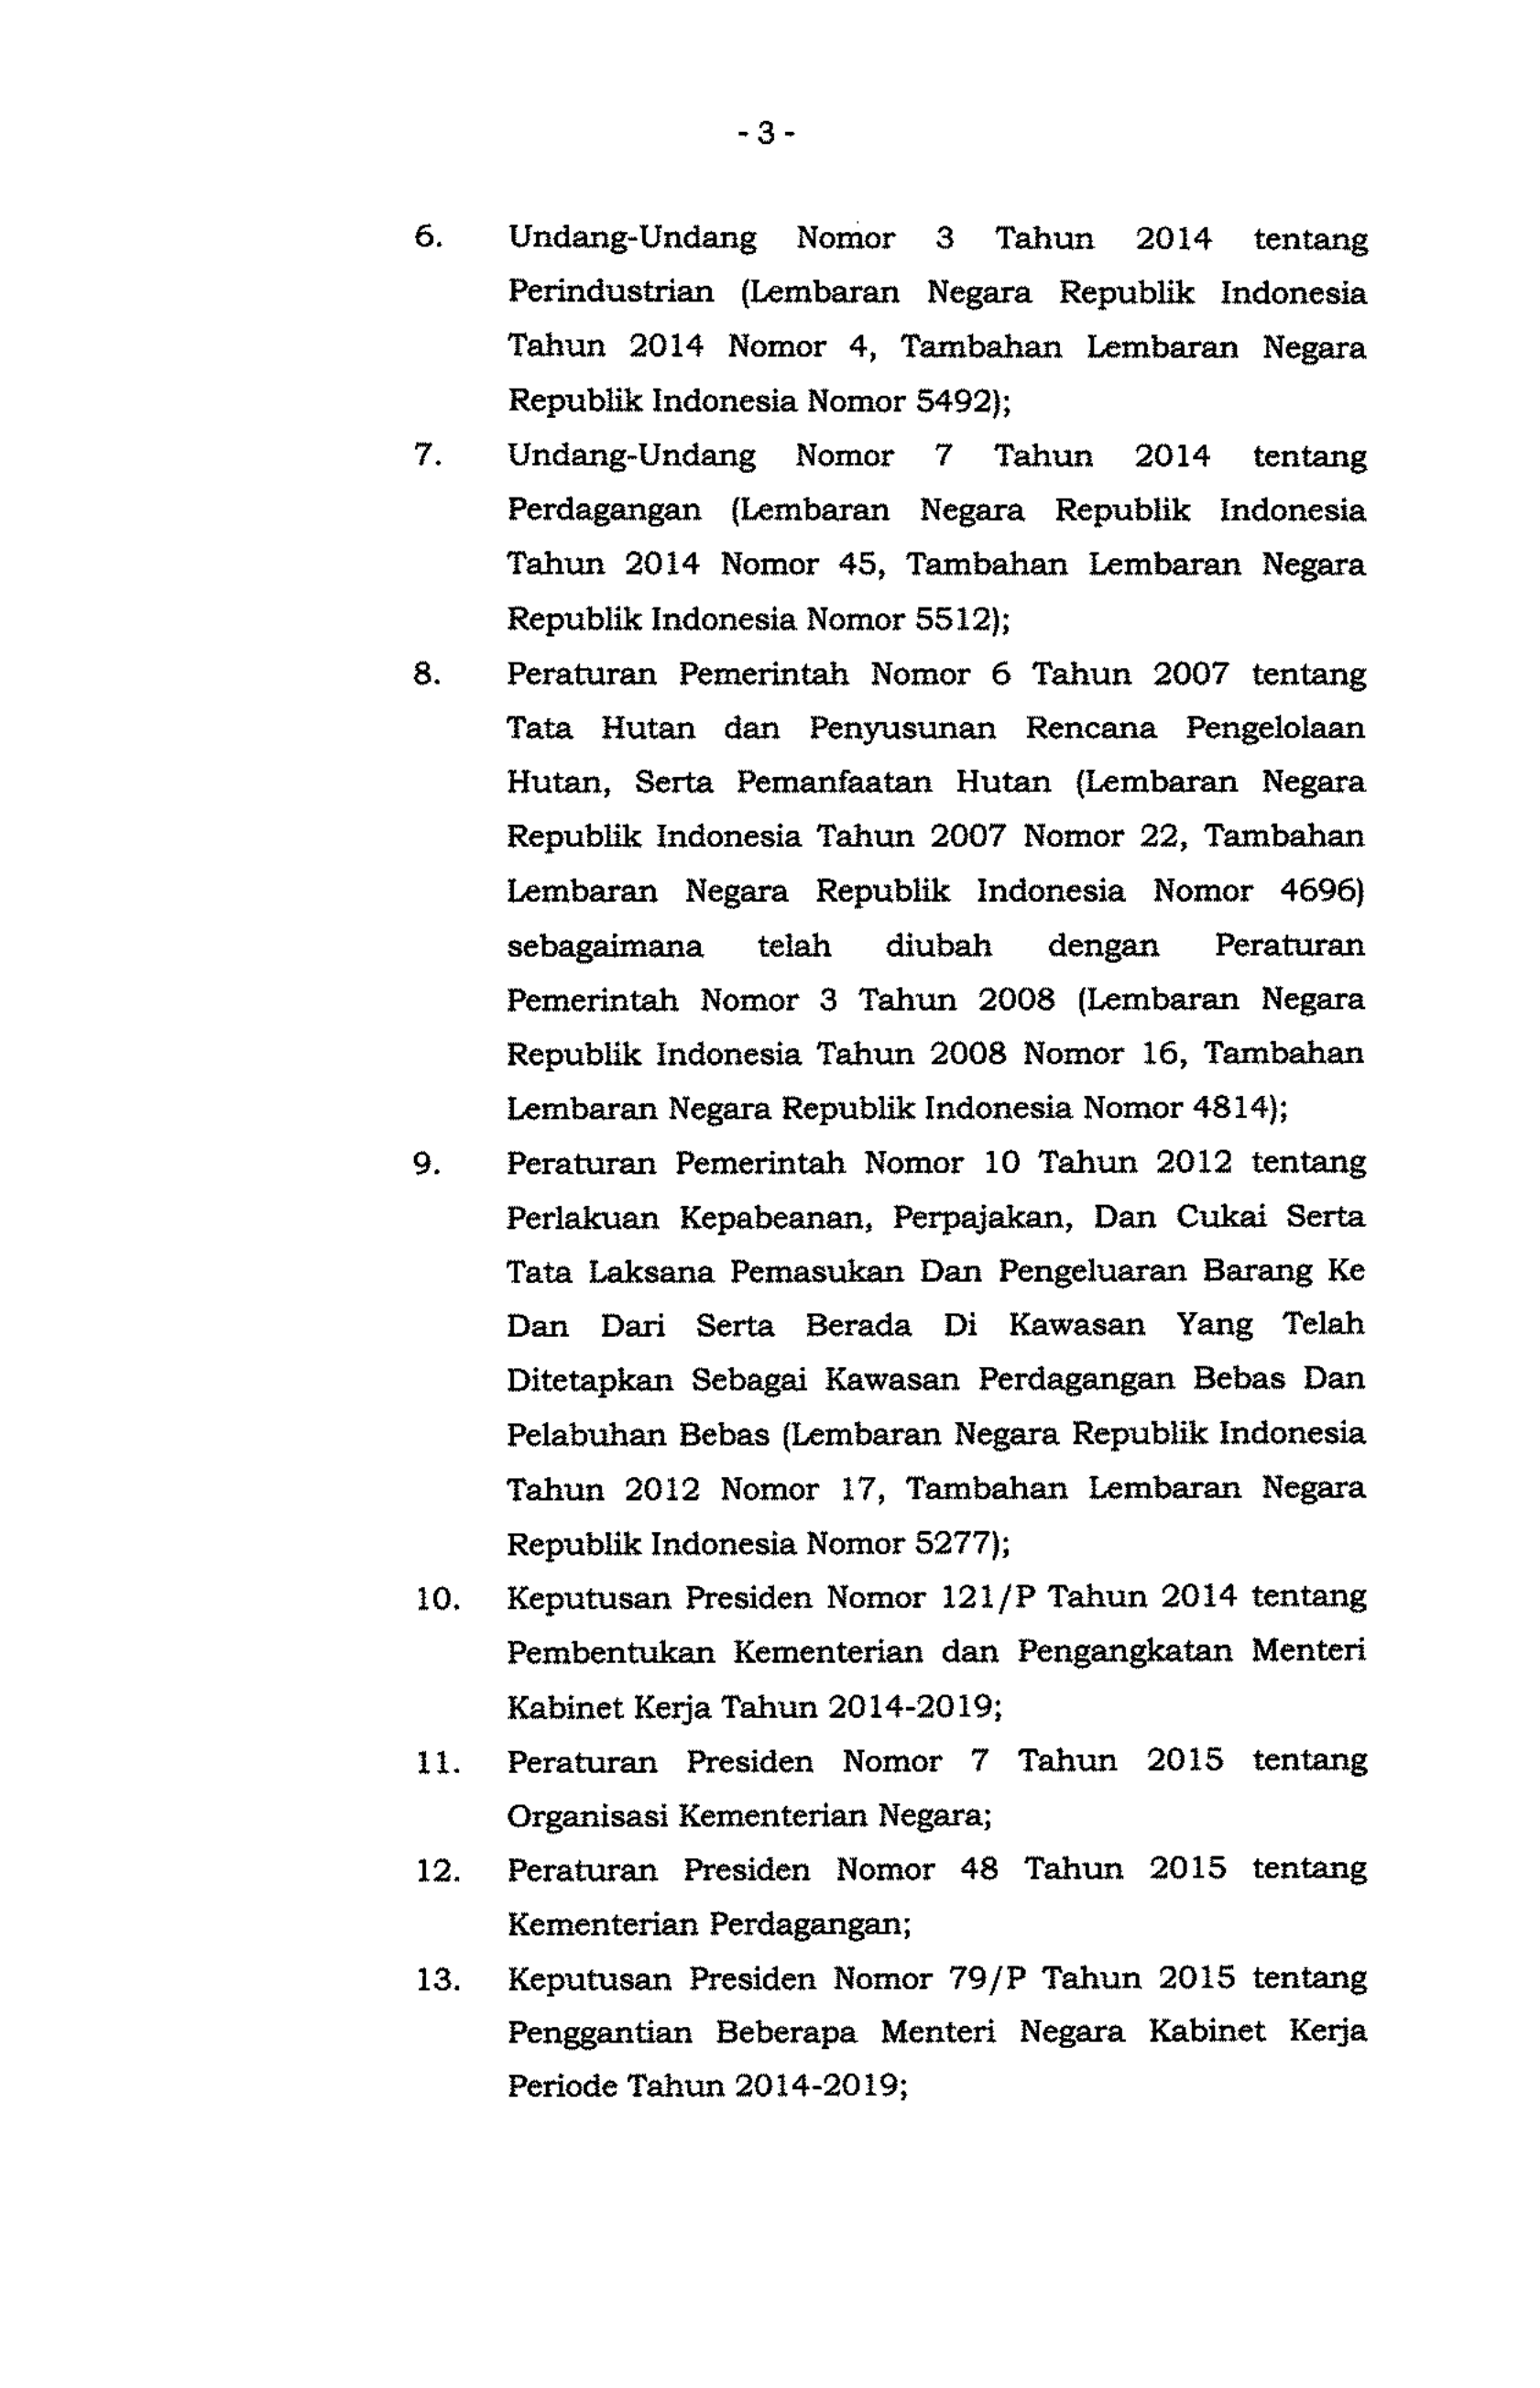 - 3 -
6. Undang-Undang Nomor 3 Tahun 2014 tentang
Perindustrian (Lembaran Negara Republik Indonesia
Tahun 2014 Nomor 4, Tambahan Lembaran Negara
Republik Indonesia Nomor 5492);
7. Undang-Undang Nomor 7 Tahun 2014 tentang
Perdagangan (Lembaran Negara Republik Indonesia
Tahun 2014 Nomor 45, Tambahan Lembaran Negara
Republik Indonesia Nomor 5512);
8. Peraturan Pemerintah Nomor 6 Tahun 2007 tentang
Tata Hutan dan Penyusunan Rencana Pengelolaan
Hutan, Serta Pemanfaatan Hutan (Lembaran Negara
Republik Indonesia Tahun 2007 Nomor 22, Tambahan
Lembaran Negara Republik Indonesia Nomor 4696)
sebagaimana telah diubah dengan Peraturan
Pemerintah Nomor 3 Tahun 2008 (Lembaran Negara
Republik Indonesia Tahun 2008 Nomor 16, Tambahan
Lembaran Negara Republik Indonesia Nomor 4814);
9. Peraturan Pemerintah Nomor 10 Tahun 2012 tentang
Perlakuan Kepabeanan, Perpajakan, Dan Cukai Serta
Tata Laksana Pemasukan Dan Pengeluaran Barang Ke
Dan Dari Serta Berada Di Kawasan Yang Telah
Ditetapkan Sebagai Kawasan Perdagangan Bebas Dan
Pelabuhan Bebas (Lembaran Negara Republik Indonesia
Tahun 2012 Nomor 17, Tambahan Lembaran Negara
Republik Indonesia Nomor 5277);
10. Keputusan Presiden Nomor 121/P Tahun 2014 tentang
Pembentukan Kementerian dan Pengangkatan Menteri
Kabinet Kerja Tahun 2014-2019;
11. Peraturan Presiden Nomor 7 Tahun 2015 tentang
Organisasi Kementerian Negara;
12. Peraturan Presiden Nomor 48 Tahun 2015 tentang
Kementerian Perdagangan;
13. Keputusan Presiden Nomor 79/P Tahun 2015 tentang
Penggantian Beberapa Menteri Negara Kabinet Kerja
Periode Tahun 2014-2019;